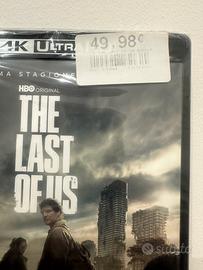 4K ULTRA
49,98€
MA STAGIONE
HBO ORIGINAL
THE
LAST
OF US
Subito